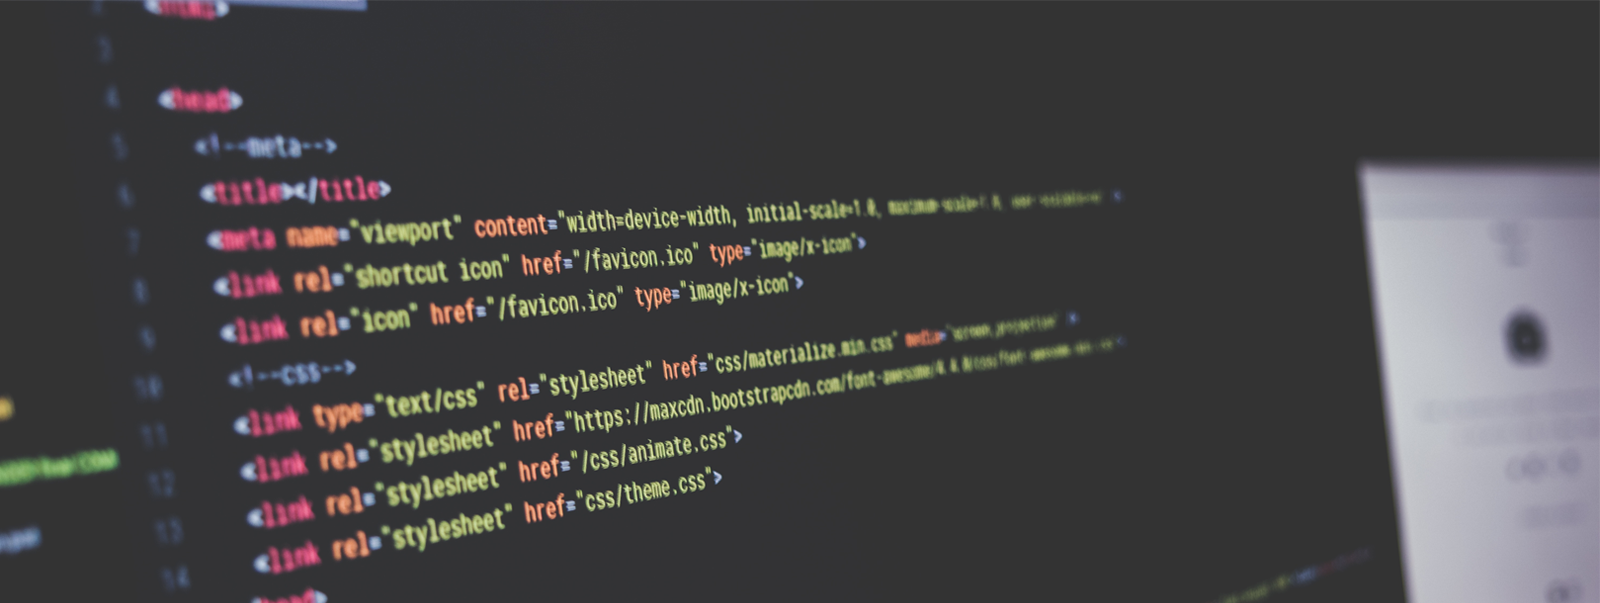 <html>
3
4 <head>
5 <!--meta-->
6 <title></title>
7 <meta name="viewport" content="width=device-width, initial-scale=1.0, maximum-scale=1.0,
8 <link rel="shortcut icon" href="/favicon.ico" type="image/x-icon">
9 <link rel="icon" href="/favicon.ico" type="image/x-icon">
10 <!--CSS-->
11 <link type="text/css" rel="stylesheet" href="css/materialize.min.css" media="screen,projection" >
12 <link rel="stylesheet" href="https://maxcdn.bootstrapcdn.com/font-awesome/4.4.0/css/font-awesome.min.css">
13 <link rel="stylesheet" href="/css/animate.css">
14 <link rel="stylesheet" href="css/theme.css">
head>